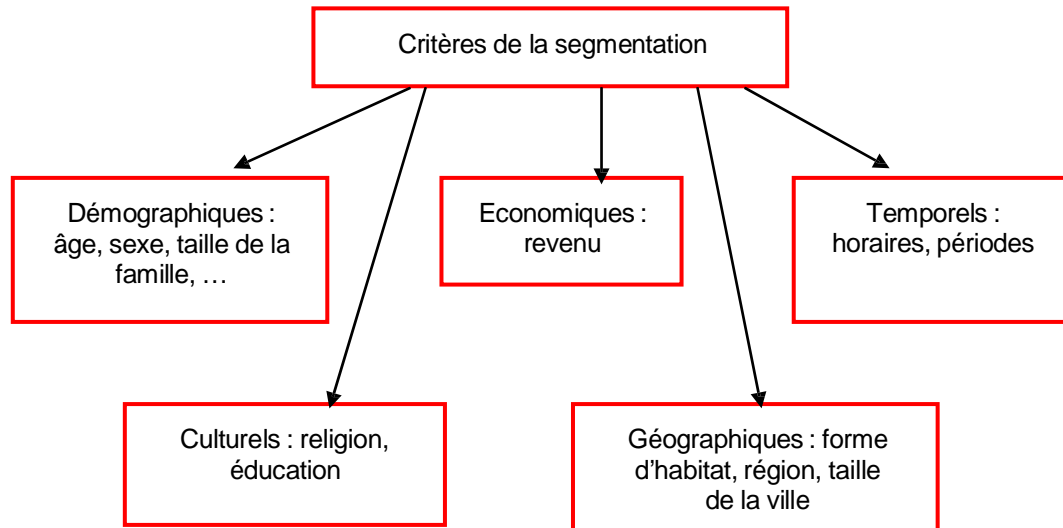 Critères de la segmentation
Démographiques :
âge, sexe, taille de la
famille, …
Economiques :
revenu
Temporels :
horaires, périodes
Culturels : religion,
éducation
Géographiques : forme
d’habitat, région, taille
de la ville